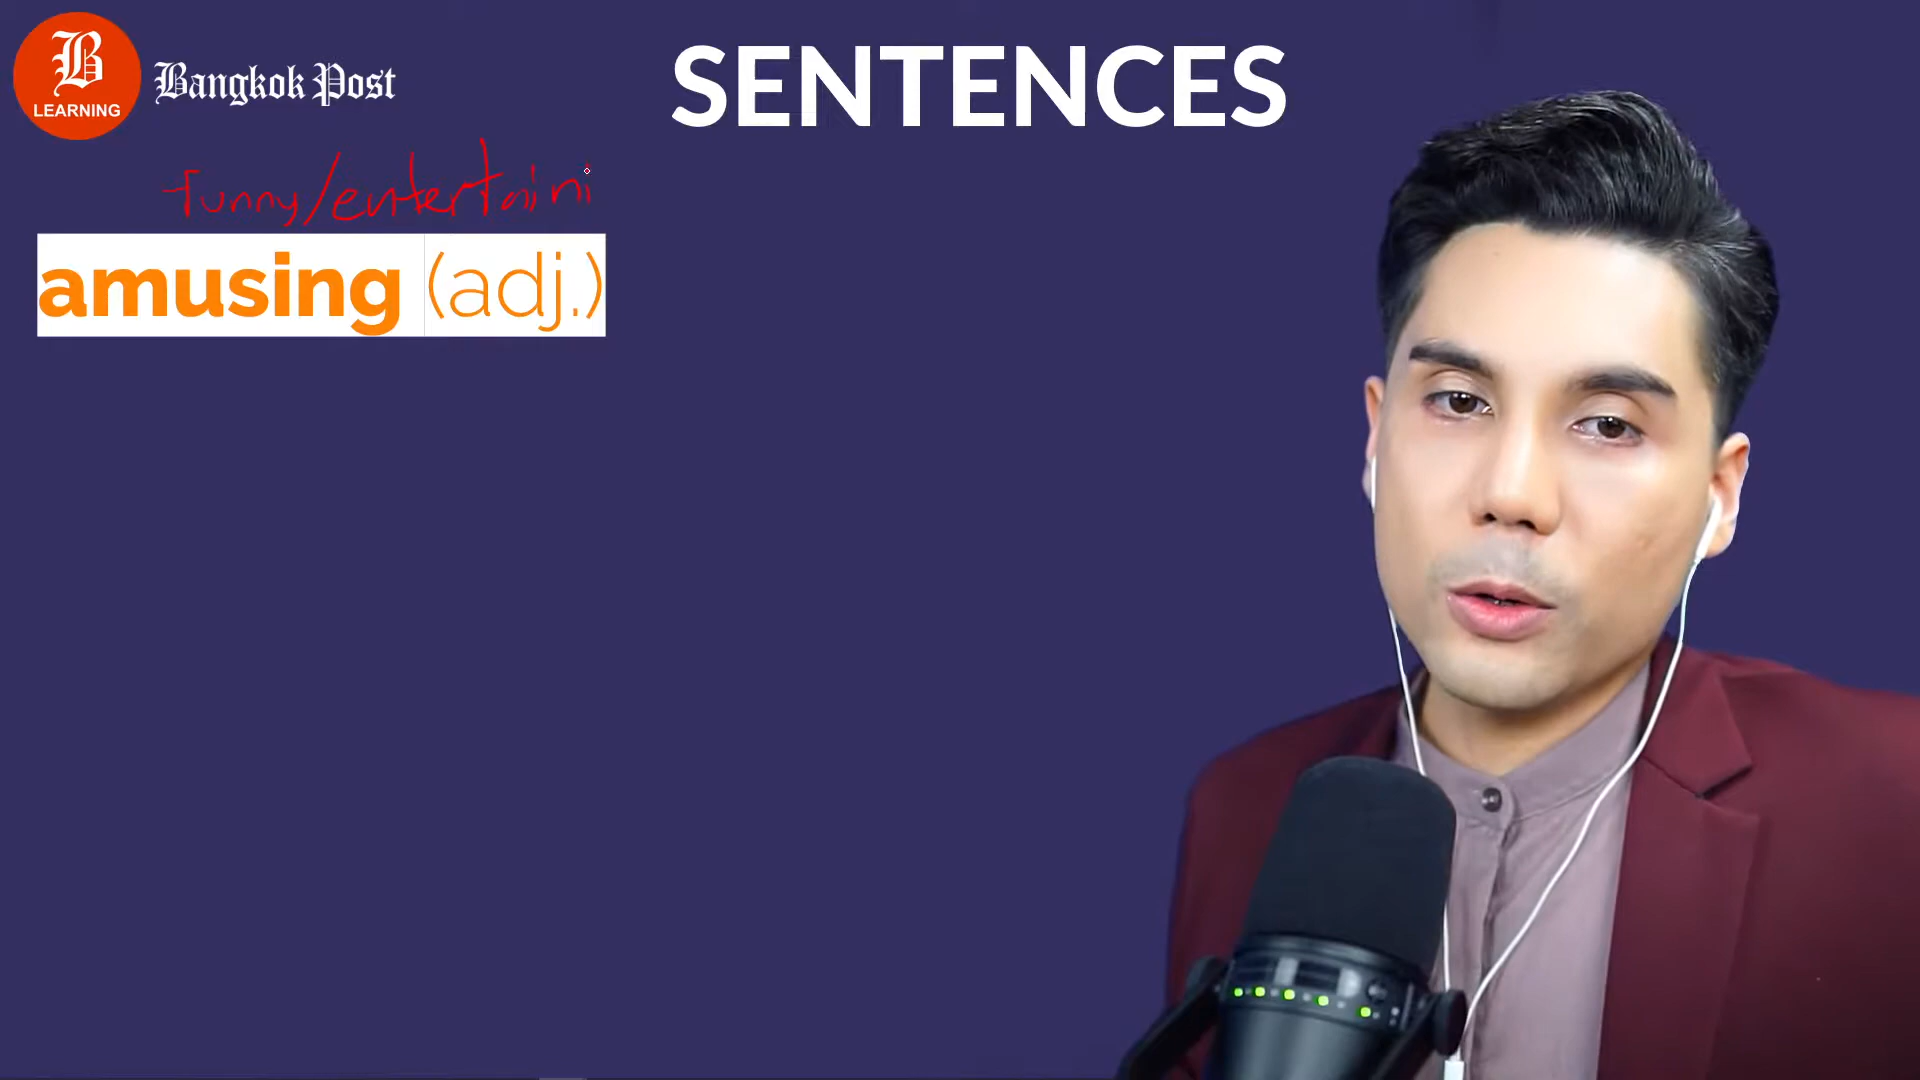 B
LEARNING
Bangkok Post
SENTENCES
funny/entertaini
amusing (adj.)